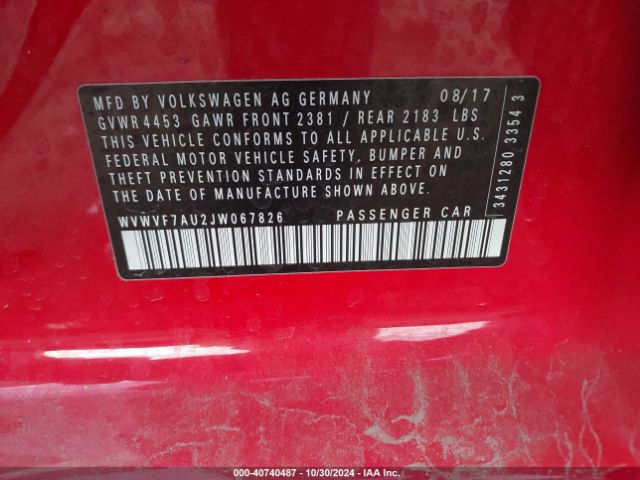 MFD BY VOLKSWAGEN AG GERMANY 08/17
GVWR 4453 GAWR FRONT 2381 / REAR 2183 LBS
THIS VEHICLE CONFORMS TO ALL APPLICABLE U.S.
FEDERAL MOTOR VEHICLE SAFETY, BUMPER AND
THEFT PREVENTION STANDARDS IN EFFECT ON
THE DATE OF MANUFACTURE SHOWN ABOVE.
WVWVF7AU2JW067826 PASSENGER CAR
3431280 3354 3
000-40740487 - 10/30/2024 - IAA Inc.